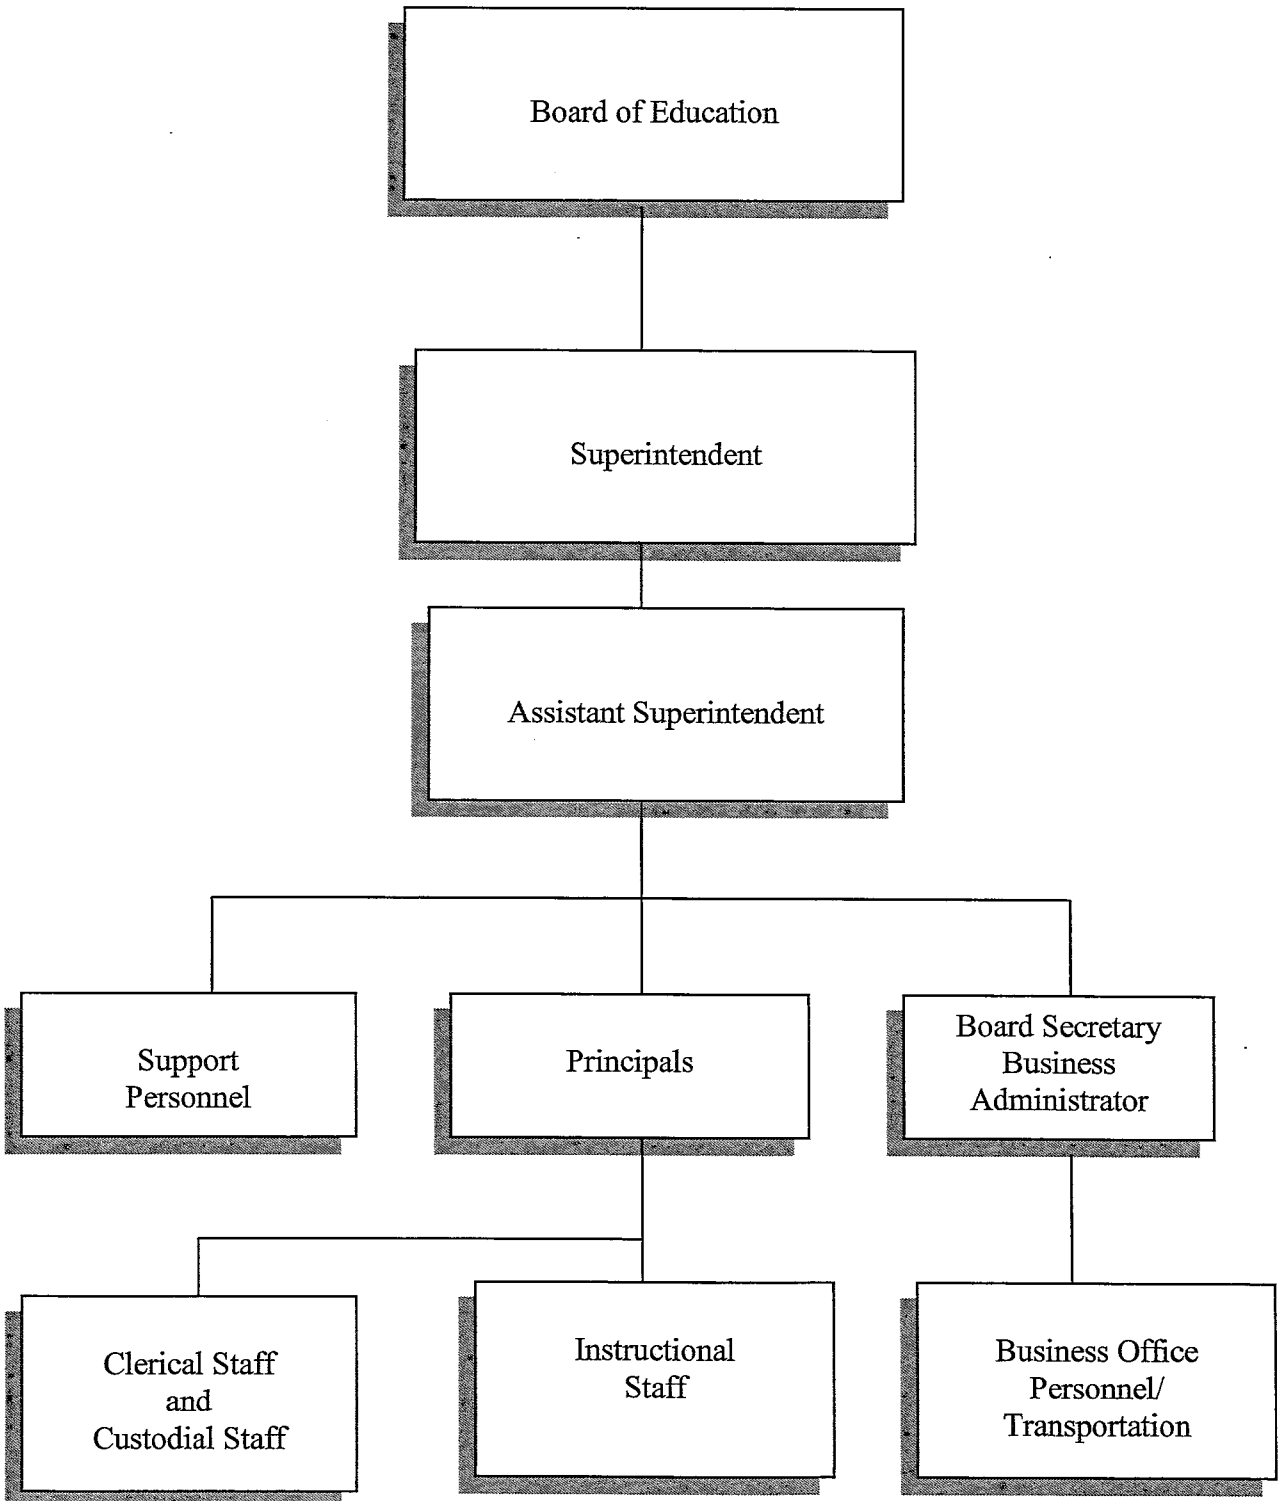 Board of Education
Superintendent
Assistant Superintendent
Support
Personnel
Principals
Board Secretary
Business
Administrator
Clerical Staff
and
Custodial Staff
Instructional
Staff
Business Office
Personnel/
Transportation